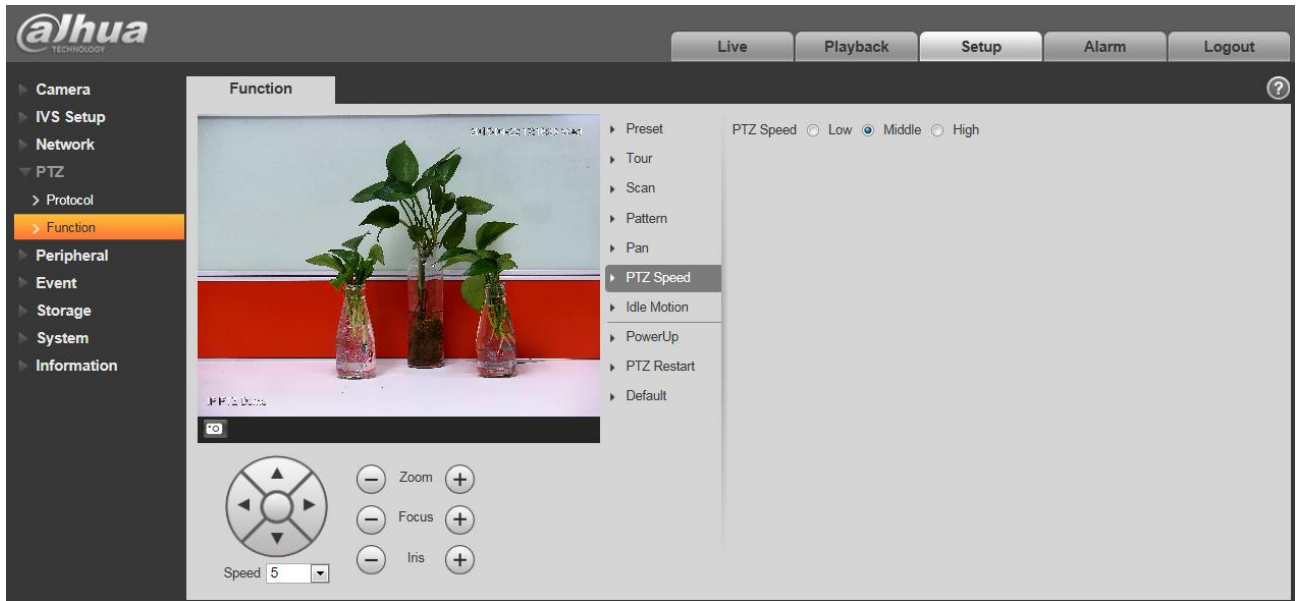 alhua
TECHNOLOGY
Live Playback Setup Alarm Logout
Camera
IVS Setup
Network
PTZ
Protocol
Function
Peripheral
Event
Storage
System
Information
Function
?
Preset
Tour
Scan
Pattern
Pan
PTZ Speed
Idle Motion
PowerUp
PTZ Restart
Default
PTZ Speed Low Middle High
Zoom
Focus
Iris
Speed 5